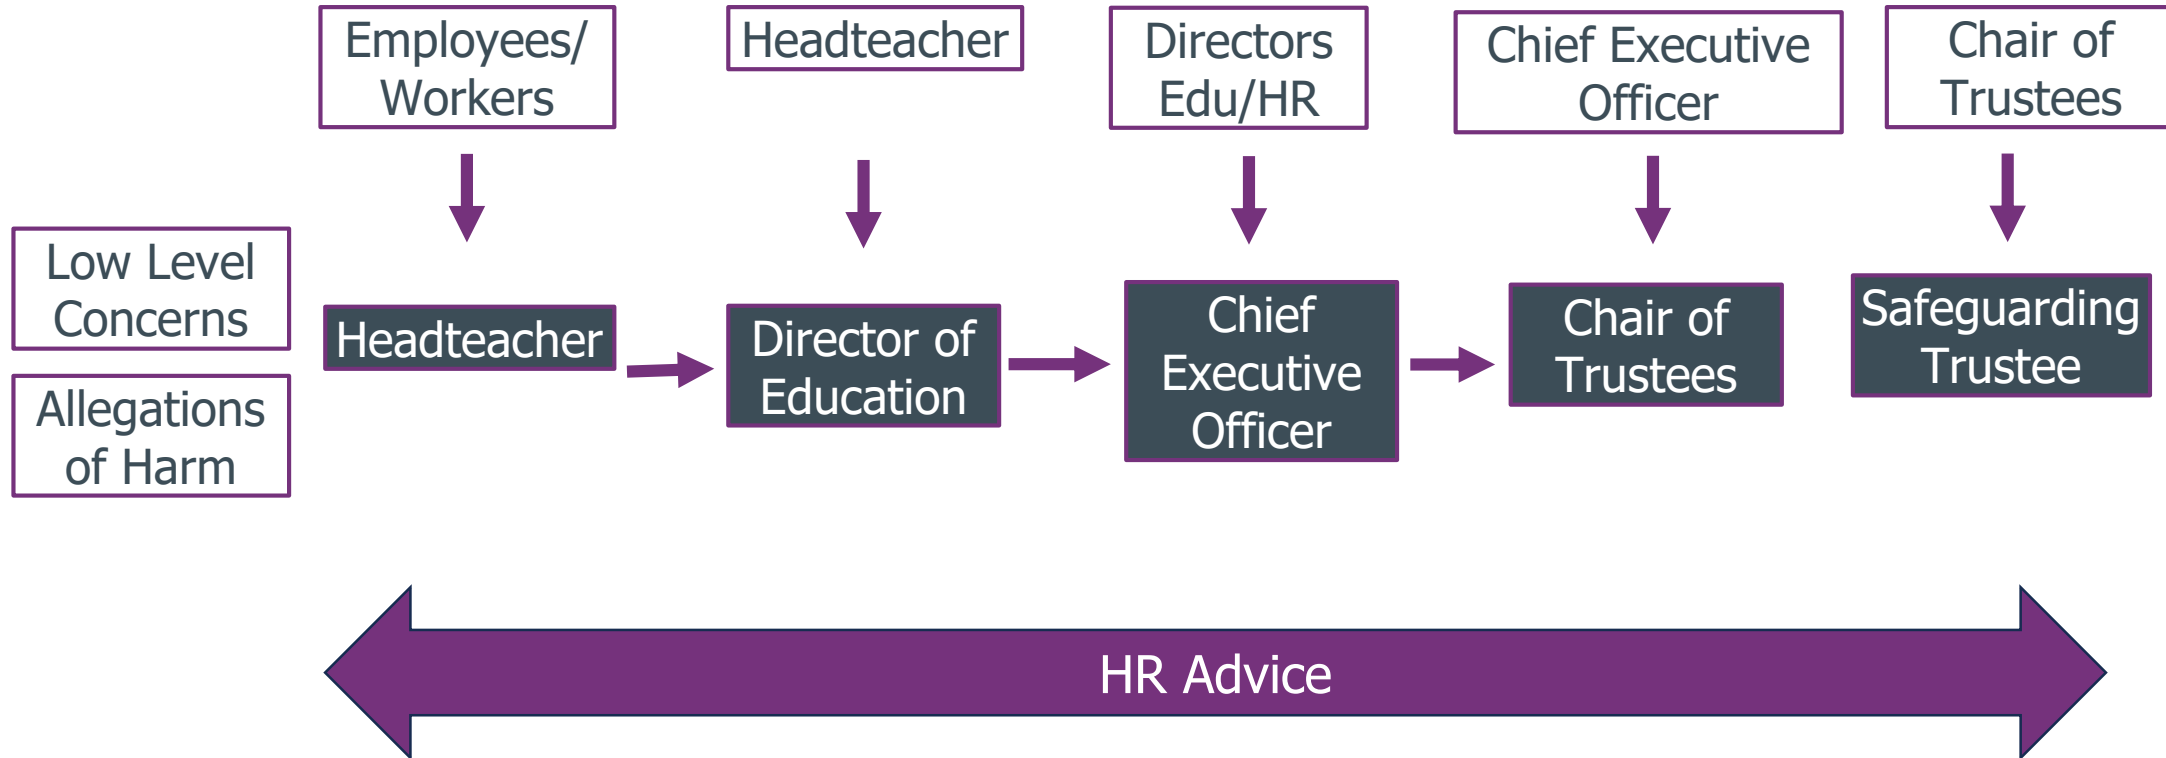 Employees/
Workers
Headteacher
Directors
Edu/HR
Chief Executive
Officer
Chair of
Trustees
Low Level
Concerns
Allegations
of Harm
Headteacher
Director of
Education
Chief
Executive
Officer
Chair of
Trustees
Safeguarding
Trustee
HR Advice